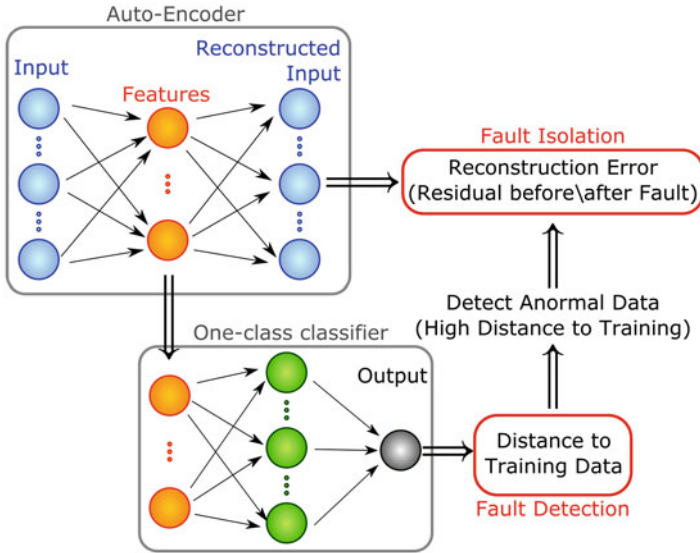 Auto-Encoder
Input
Features
Reconstructed
Input
Fault Isolation
Reconstruction Error
(Residual before\after Fault)
Detect Anormal Data
(High Distance to Training)
One-class classifier
Output
Distance to
Training Data
Fault Detection